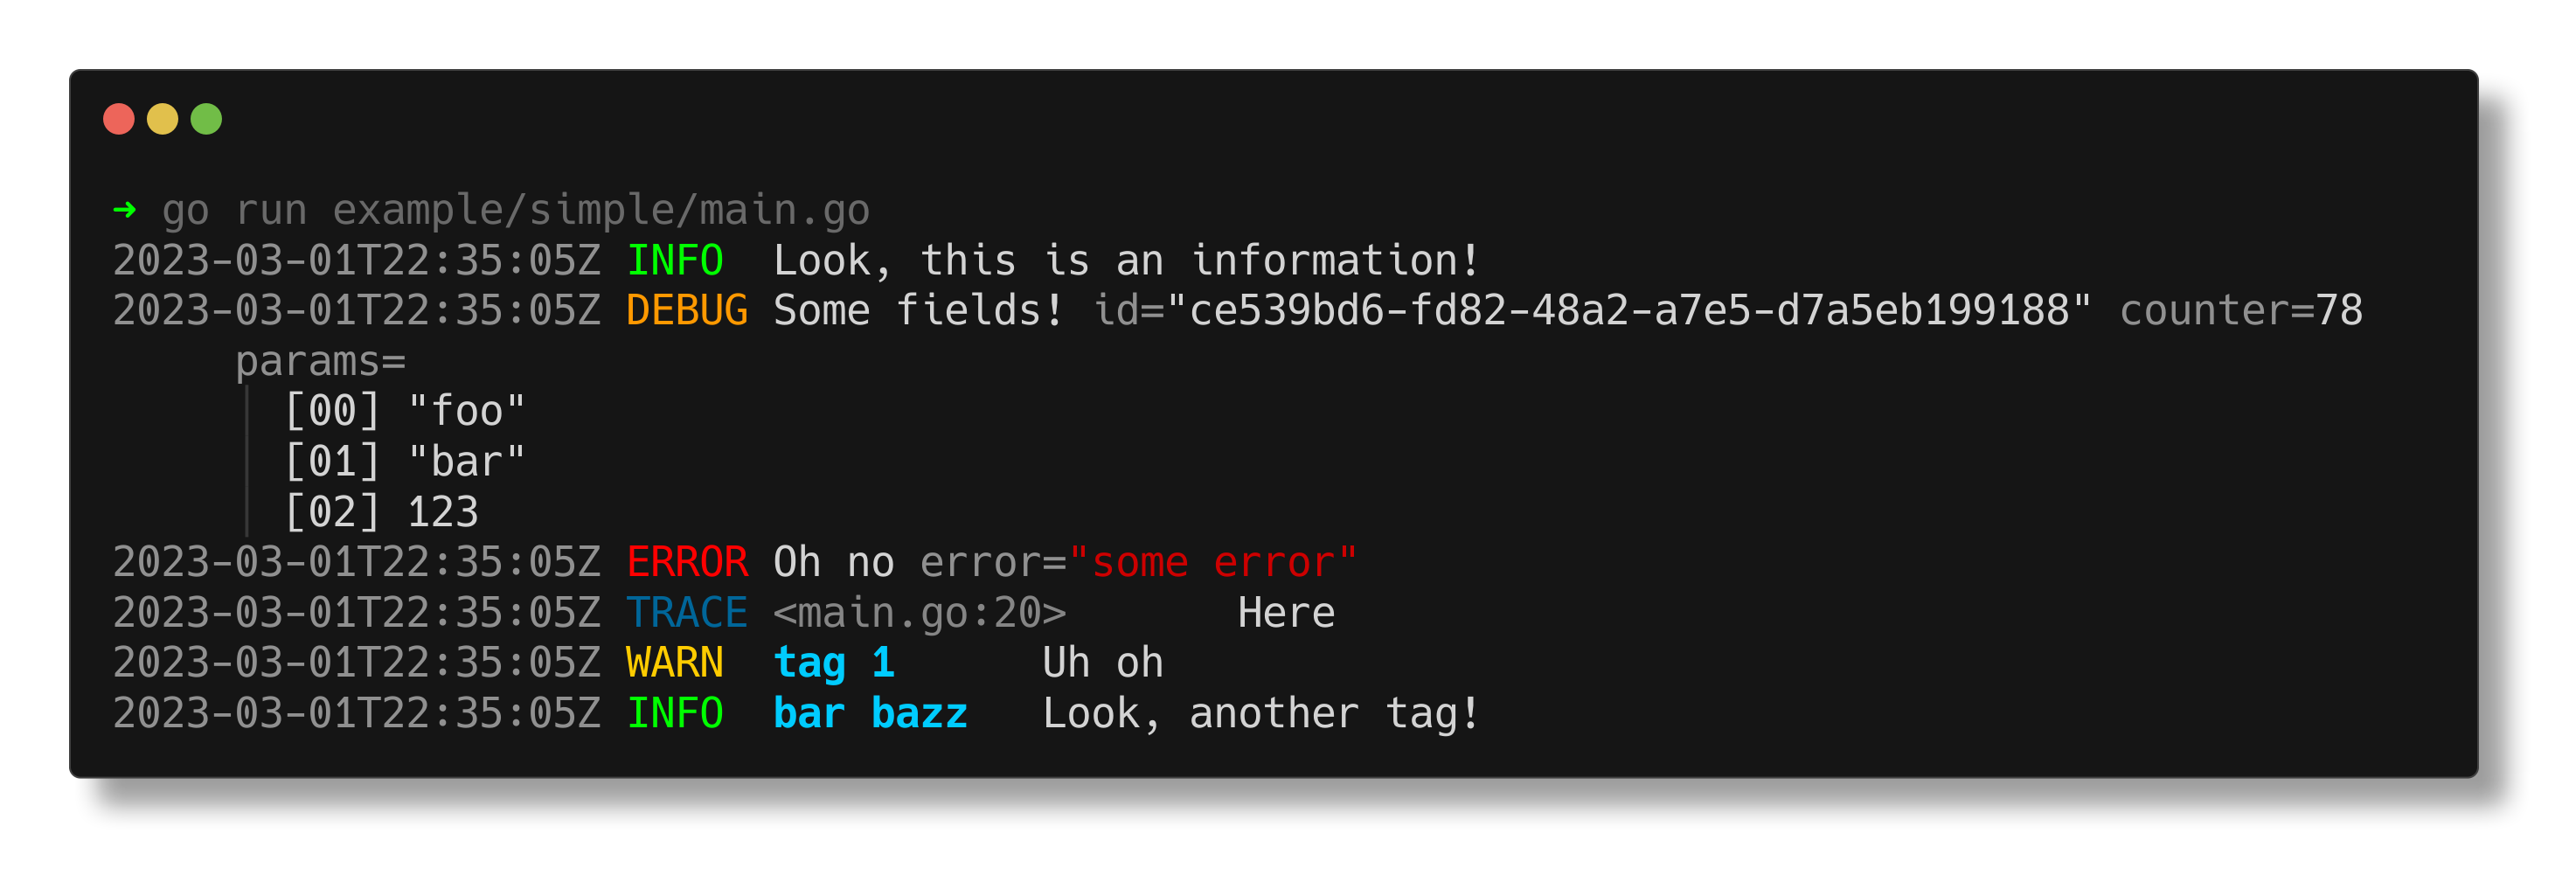 ➜ go run example/simple/main.go
2023-03-01T22:35:05Z INFO  Look, this is an information!
2023-03-01T22:35:05Z DEBUG Some fields! id="ce539bd6-fd82-48a2-a7e5-d7a5eb199188" counter=78
     params=
     │ [00] "foo"
     │ [01] "bar"
     │ [02] 123
2023-03-01T22:35:05Z ERROR Oh no error="some error"
2023-03-01T22:35:05Z TRACE <main.go:20>       Here
2023-03-01T22:35:05Z WARN  tag 1      Uh oh
2023-03-01T22:35:05Z INFO  bar bazz   Look, another tag!